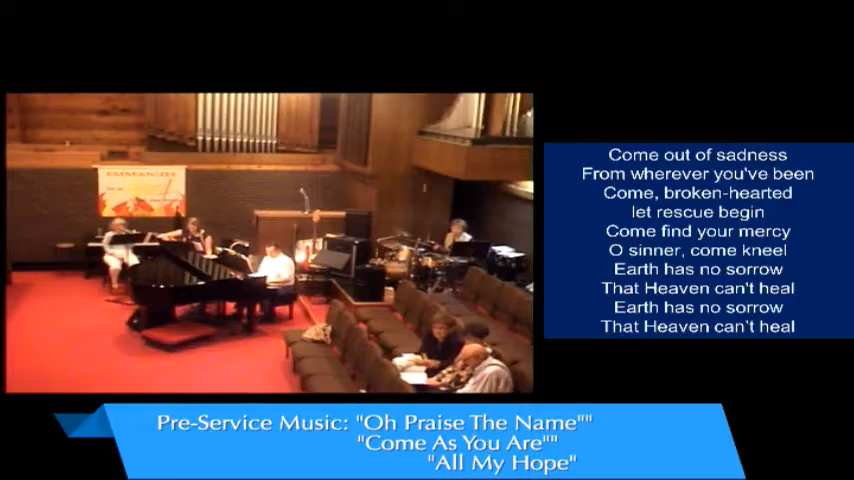 EMMANUEL
Come out of sadness
From wherever you've been
Come, broken-hearted
let rescue begin
Come find your mercy
O sinner, come kneel
Earth has no sorrow
That Heaven can't heal
Earth has no sorrow
That Heaven can't heal
Pre-Service Music: "Oh Praise The Name""
"Come As You Are""
"All My Hope"